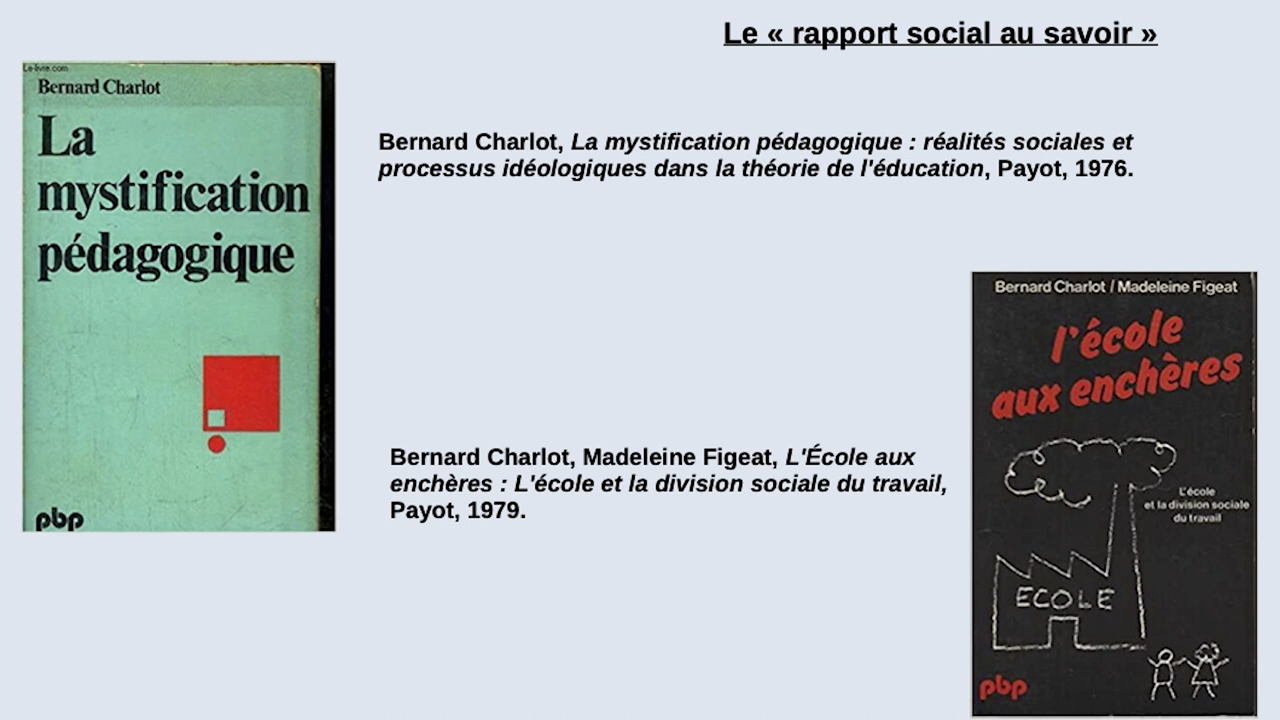 Le « rapport social au savoir »
Le-livre.com
Bernard Charlot
La
mystification
pédagogique
pbp
Bernard Charlot, La mystification pédagogique : réalités sociales et
processus idéologiques dans la théorie de l'éducation, Payot, 1976.
Bernard Charlot, Madeleine Figeat, L'École aux
enchères : L'école et la division sociale du travail,
Payot, 1979.
Bernard Charlot / Madeleine Figeat
l'école
aux enchères
L'école
et la division sociale
du travail
ECOLE
pbp